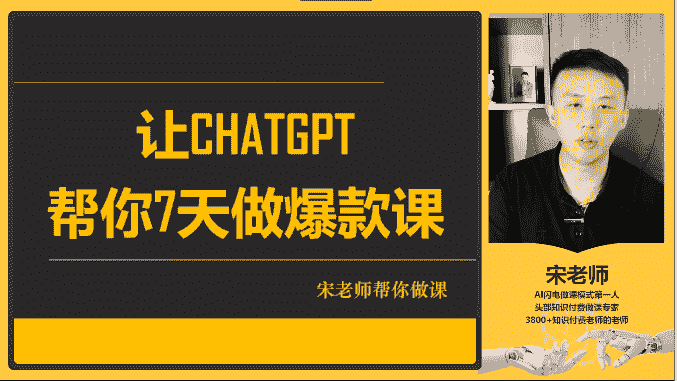 让CHATGPT
帮你7天做爆款课
宋老师帮你做课
宋老师
AI闪电做课模式第一人
头部知识付费做课专家
3800+知识付费老师的老师